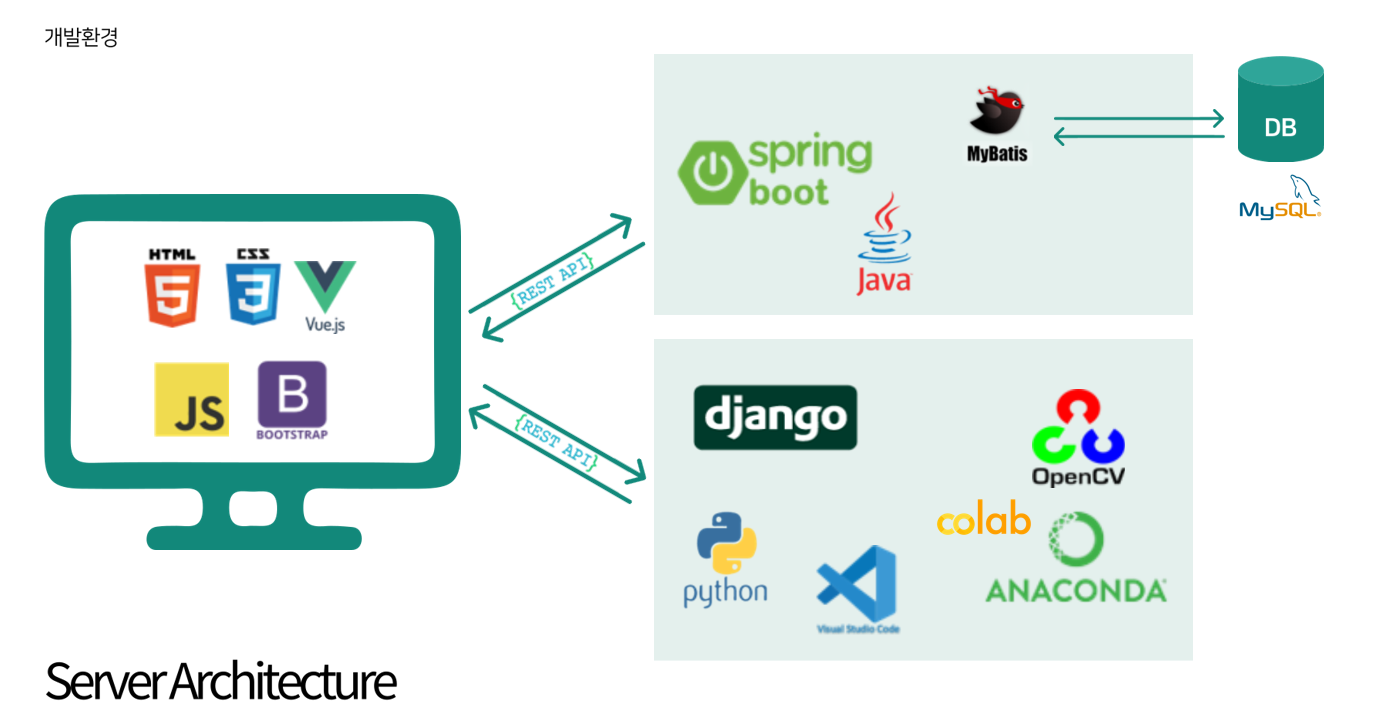 개발환경
MyBatis
DB
spring
boot
MySQL
Java
HTML
5
CSS
3
Vue.js
{REST API}
JS
B
BOOTSTRAP
{REST API}
django
OpenCV
colab
python
Visual Studio Code
ANACONDA
Server Architecture